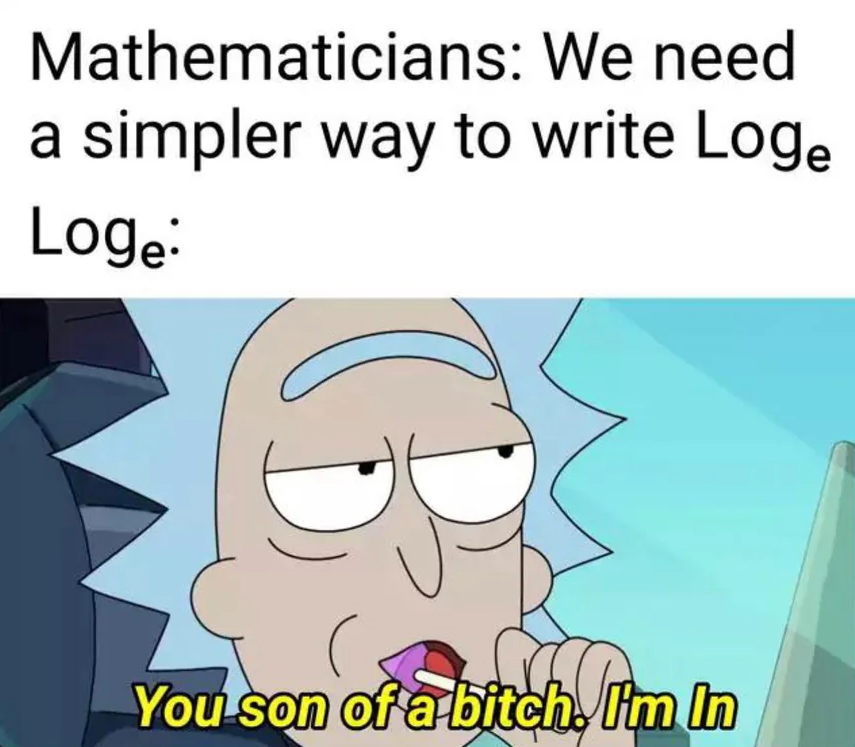 Mathematicians: We need
a simpler way to write Logₑ
Logₑ:
You son of a bitch. I'm In